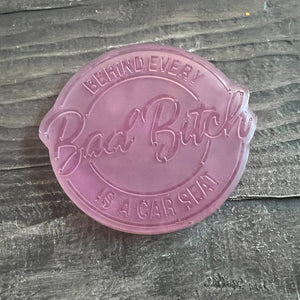 BEHIND EVERY
Bad Bitch
IS A CAR SEAT